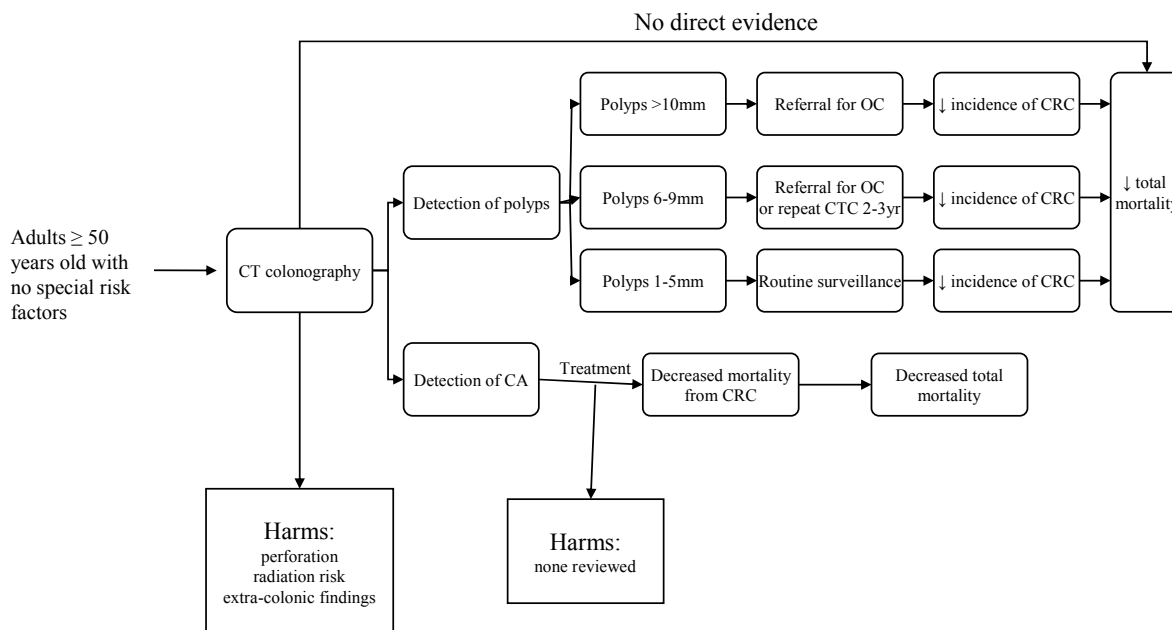 No direct evidence
Polyps >10mm
Referral for OC
↓ incidence of CRC
Detection of polyps
Polyps 6-9mm
Referral for OC
or repeat CTC 2-3yr
↓ incidence of CRC
↓ total
mortality
Adults ≥ 50
years old with
no special risk
factors
CT colonography
Polyps 1-5mm
Routine surveillance
↓ incidence of CRC
Detection of CA
Treatment
Decreased mortality
from CRC
Decreased total
mortality
Harms:
perforation
radiation risk
extra-colonic findings
Harms:
none reviewed